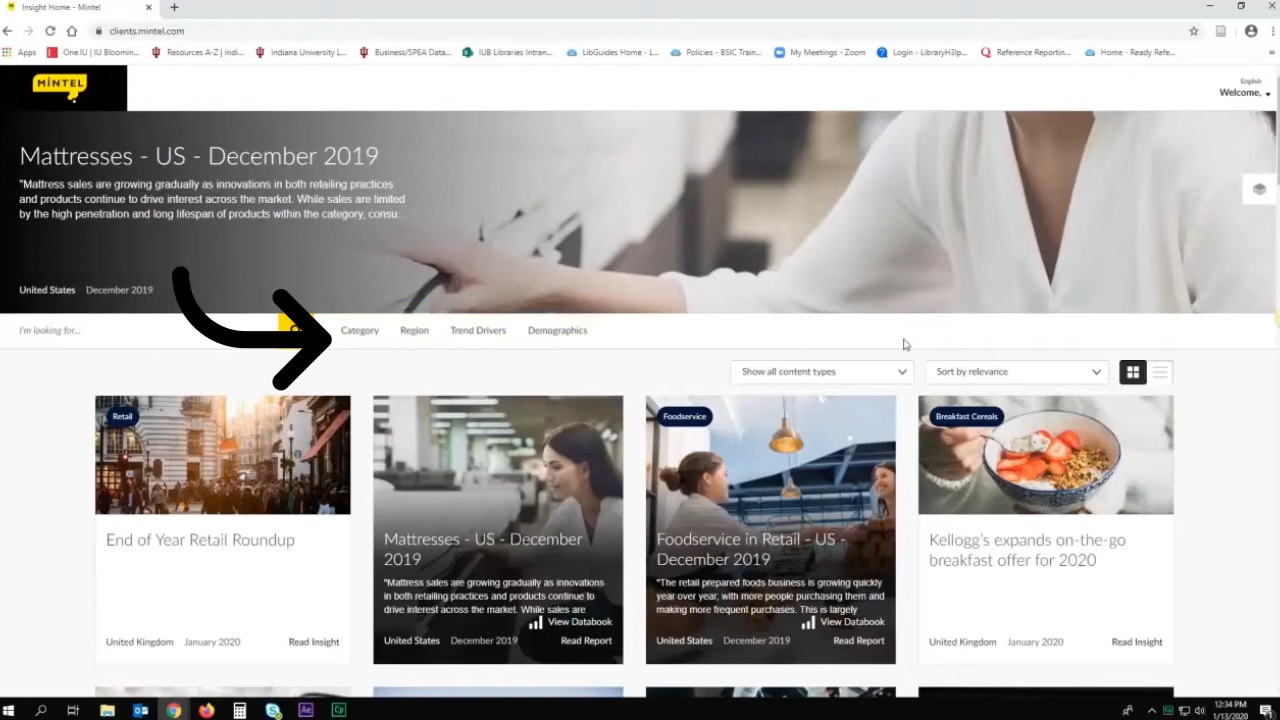 Insight Home - Mintel
clients.mintel.com
Apps
One.IU | IU Bloomin...
Resources A-Z | Indi...
Indiana University L...
Business/SPEA Data...
IUB Libraries Intran...
LibGuides Home - L...
Policies - BSIC Train...
My Meetings - Zoom
Login - LibraryH3lp...
Reference Reportin...
Home - Ready Refe...
MiNTEL
English
Welcome,
Mattresses - US - December 2019
"Mattress sales are growing gradually as innovations in both retailing practices
and products continue to drive interest across the market. While sales are limited
by the high penetration and long lifespan of products within the category, consu...
United States December 2019
I'm looking for...
Category
Region
Trend Drivers
Demographics
Show all content types
Sort by relevance
Retail
End of Year Retail Roundup
United Kingdom January 2020 Read Insight
Mattresses - US - December
2019
"Mattress sales are growing gradually as innovations
in both retailing practices and products continue to
drive interest across the market. While sales are
View Databook
United States December 2019 Read Report
Foodservice
Foodservice in Retail - US -
December 2019
"The retail prepared foods business is growing quickly
year over year, with more people purchasing them and
making more frequent purchases. This is largely
View Databook
United States December 2019 Read Report
Breakfast Cereals
Kellogg's expands on-the-go
breakfast offer for 2020
United Kingdom January 2020 Read Insight
Ae
Cp
12:34 PM
1/13/2020